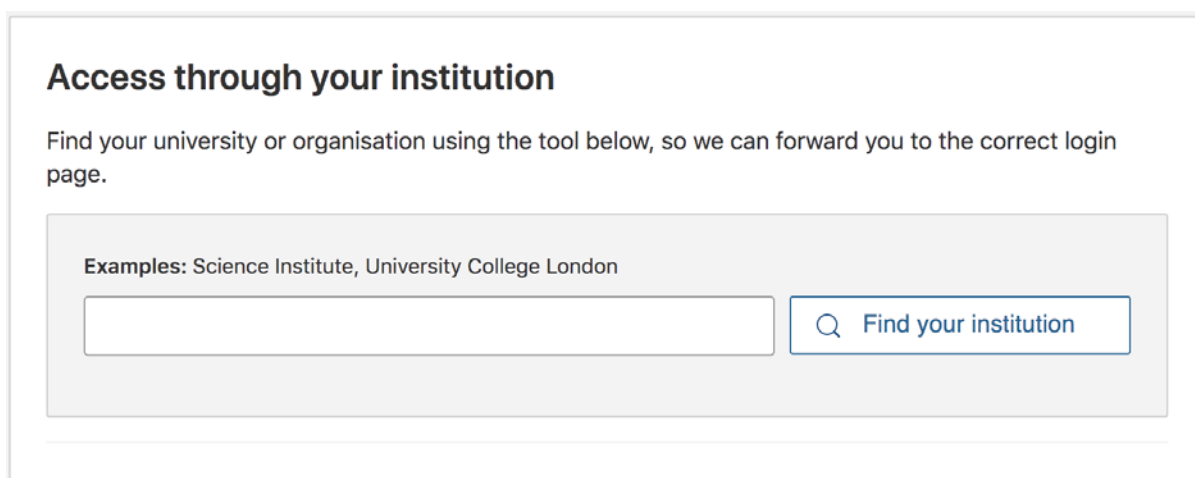 Access through your institution
Find your university or organisation using the tool below, so we can forward you to the correct login
page.
Examples: Science Institute, University College London
Find your institution